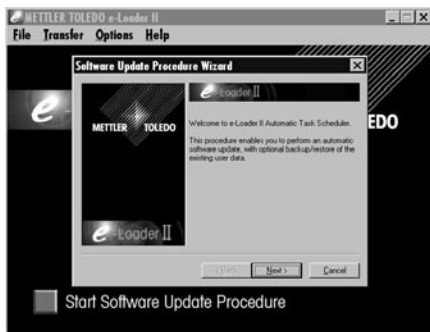 METTLER TOLEDO e-Loader II
File Transfer Options Help
Software Update Procedure Wizard
e-Loader II
METTLER TOLEDO
Welcome to e-Loader II Automatic Task Scheduler.
This procedure enables you to perform an automatic
software update, with optional backup/restore of the
existing user data.
e-Loader II
e
EDO
< Back Next > Cancel
Start Software Update Procedure